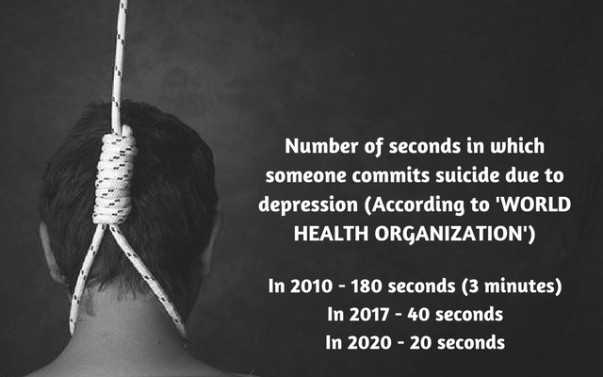 Number of seconds in which
someone commits suicide due to
depression (According to 'WORLD
HEALTH ORGANIZATION')
In 2010 - 180 seconds (3 minutes)
In 2017 - 40 seconds
In 2020 - 20 seconds